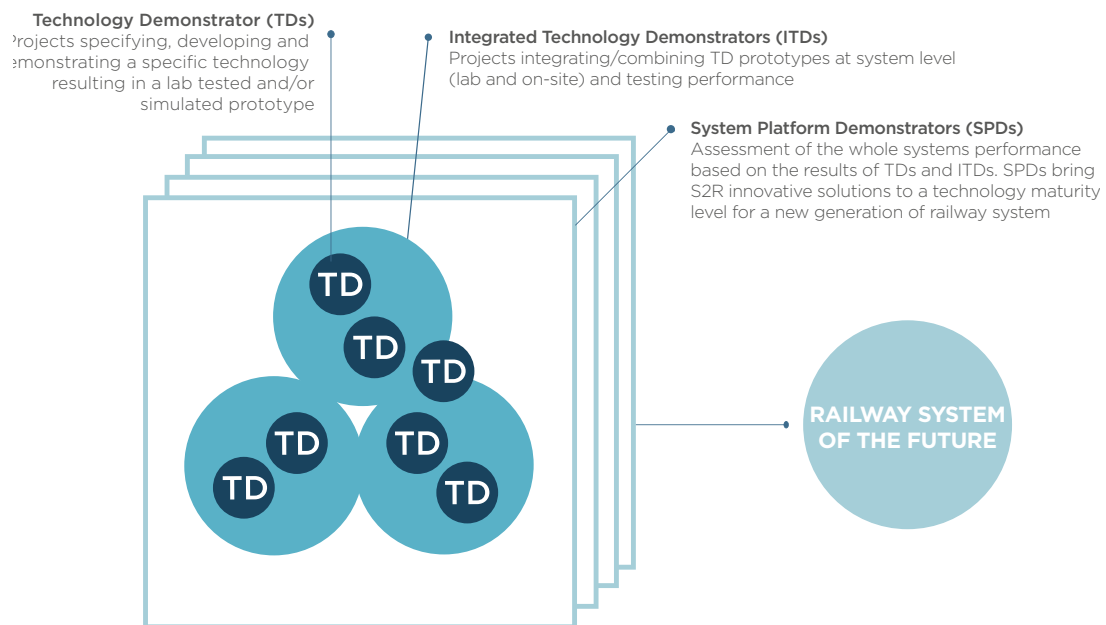 Technology Demonstrator (TDs)
Projects specifying, developing and
demonstrating a specific technology
resulting in a lab tested and/or
simulated prototype
Integrated Technology Demonstrators (ITDs)
Projects integrating/combining TD prototypes at system level
(lab and on-site) and testing performance
System Platform Demonstrators (SPDs)
Assessment of the whole systems performance
based on the results of TDs and ITDs. SPDs bring
S2R innovative solutions to a technology maturity
level for a new generation of railway system
TD
TD
TD
TD
TD
TD
TD
RAILWAY SYSTEM
OF THE FUTURE